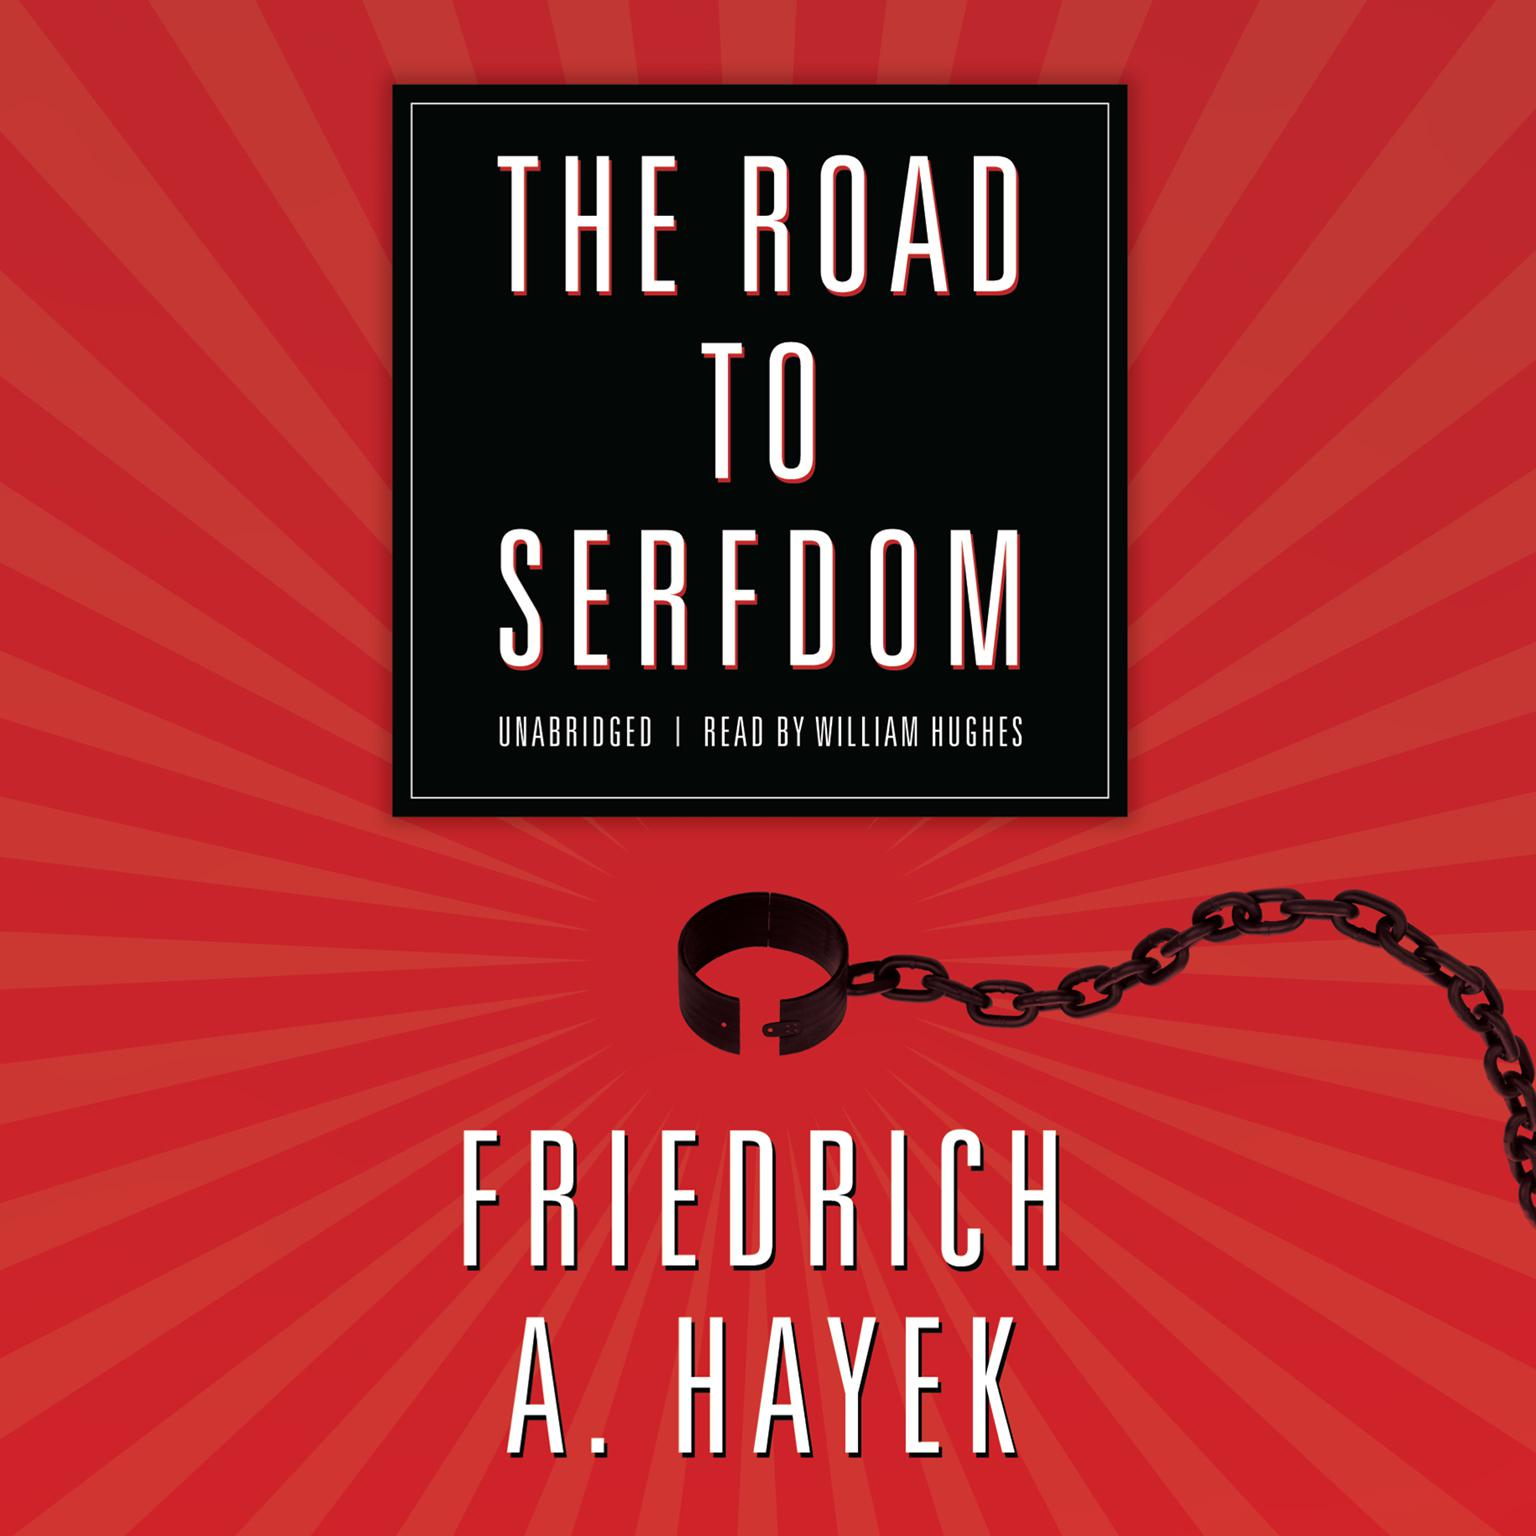 THE ROAD
TO
SERFDOM
UNABRIDGED | READ BY WILLIAM HUGHES
FRIEDRICH
A. HAYEK